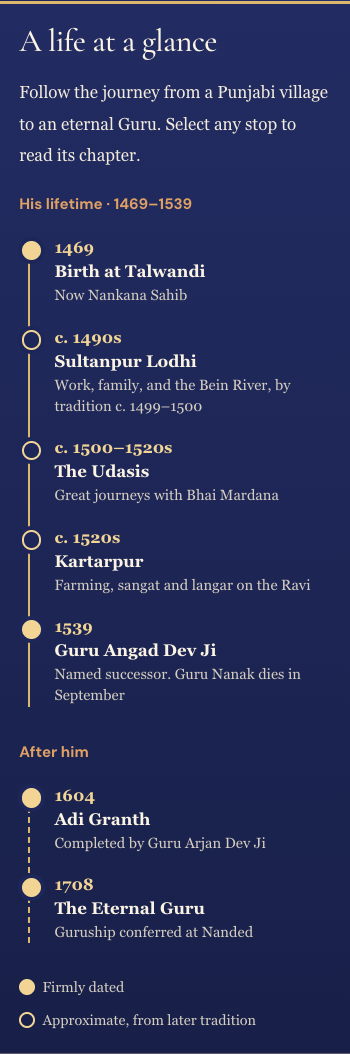 A life at a glance
Follow the journey from a Punjabi village
to an eternal Guru. Select any stop to
read its chapter.
His lifetime · 1469–1539
1469
Birth at Talwandi
Now Nankana Sahib
c. 1490s
Sultanpur Lodhi
Work, family, and the Bein River, by
tradition c. 1499–1500
c. 1500–1520s
The Udasis
Great journeys with Bhai Mardana
c. 1520s
Kartarpur
Farming, sangat and langar on the Ravi
1539
Guru Angad Dev Ji
Named successor. Guru Nanak dies in
September
After him
1604
Adi Granth
Completed by Guru Arjan Dev Ji
1708
The Eternal Guru
Guruship conferred at Nanded
Firmly dated
Approximate, from later tradition